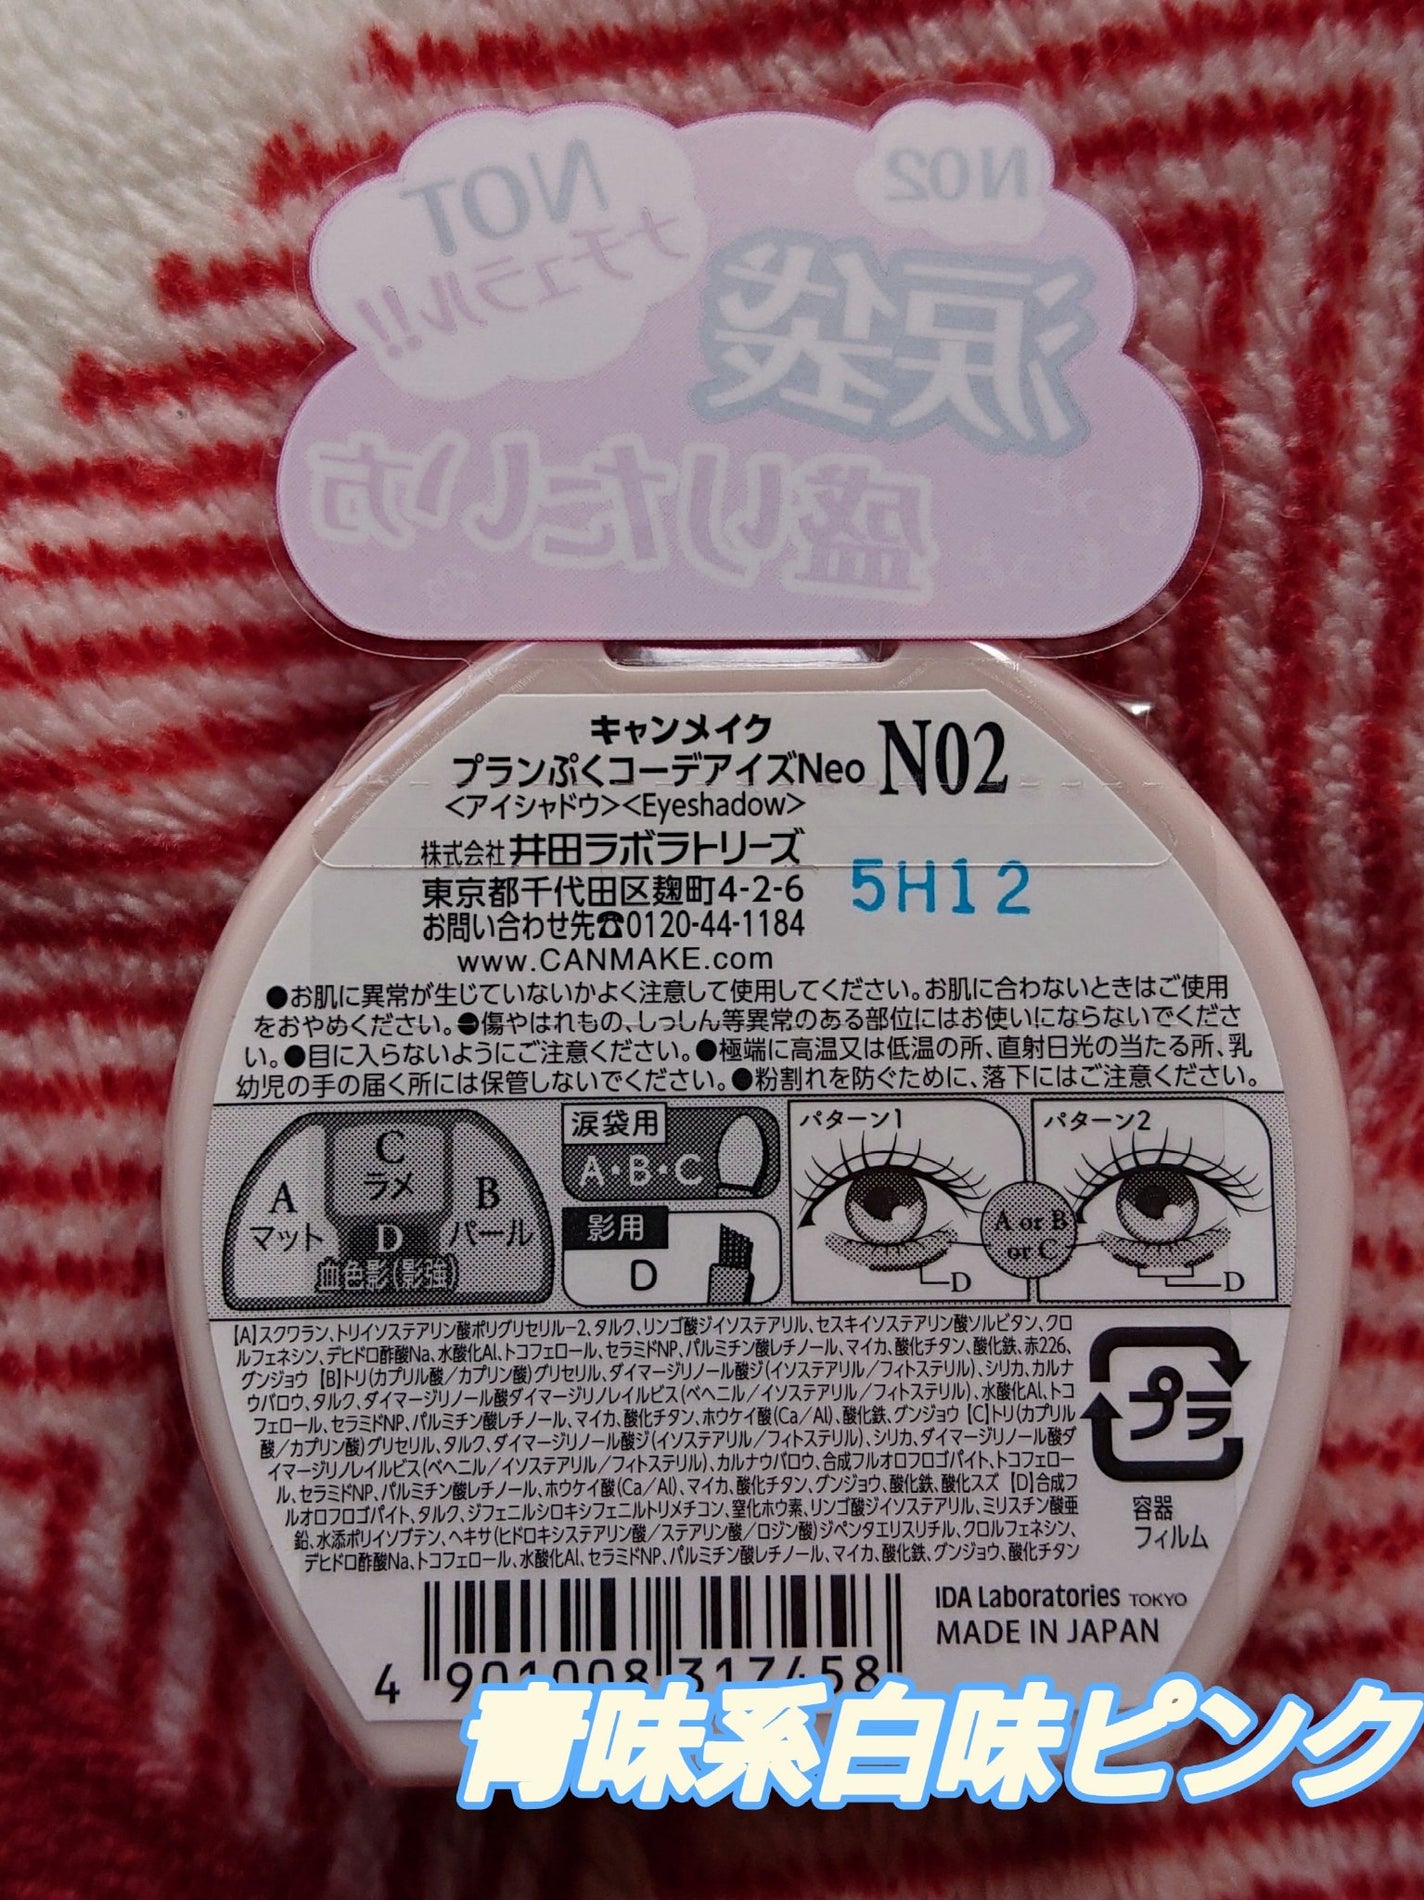 N02
NOT
ナチュラル!!
涙袋
もっともっと
盛りたい方
キャンメイク
プランぷくコーデアイズNeo N02
<アイシャドウ><Eyeshadow>
株式会社 井田ラボラトリーズ
東京都千代田区麹町4-2-6
5H12
お問い合わせ先☎0120-44-1184
www.CANMAKE.com
●お肌に異常が生じていないかよく注意して使用してください。お肌に合わないときはご使用
をおやめください。●傷やはれもの、しっしん等異常のある部位にはお使いにならないでくださ
い。●目に入らないようにご注意ください。●極端に高温又は低温の所、直射日光の当たる所、乳
幼児の手の届く所には保管しないでください。●粉割れを防ぐために、落下にはご注意ください。
C
ラメ
A
マット
B
パール
D
血色影(影強)
涙袋用
A・B・C
影用
D
パターン1
D
A or B
or C
パターン2
D
【A】スクワラン、トリイソステアリン酸ポリグリセリル-2、タルク、リンゴ酸ジイソステアリル、セスキイソステアリン酸ソルビタン、クロ
ルフェネシン、デヒドロ酢酸Na、水酸化Al、トコフェロール、セラミドNP、パルミチン酸レチノール、マイカ、酸化チタン、酸化鉄、赤226、
グンジョウ 【B】トリ(カプリル酸/カプリン酸)グリセリル、ダイマージリノール酸ジ(イソステアリル/フィトステリル)、シリカ、カルナ
ウバロウ、タルク、ダイマージリノール酸ダイマージリノレイルビス(ベヘニル/イソステアリル/フィトステリル)、水酸化Al、トコ
フェロール、セラミドNP、パルミチン酸レチノール、マイカ、酸化チタン、ホウケイ酸(Ca/Al)、酸化鉄、グンジョウ 【C】トリ(カプリル
酸/カプリン酸)グリセリル、タルク、ダイマージリノール酸ジ(イソステアリル/フィトステリル)、シリカ、ダイマージリノール酸ダ
イマージリノレイルビス(ベヘニル/イソステアリル/フィトステリル)、カルナウバロウ、合成フルオロフロゴパイト、トコフェロー
ル、セラミドNP、パルミチン酸レチノール、ホウケイ酸(Ca/Al)、マイカ、酸化チタン、グンジョウ、酸化鉄、酸化スズ 【D】合成フ
ルオロフロゴパイト、タルク、ジフェニルシロキシフェニルトリメチコン、窒化ホウ素、リンゴ酸ジイソステアリル、ミリスチン酸亜
鉛、水添ポリイソブテン、ヘキサ(ヒドロキシステアリン酸/ステアリン酸/ロジン酸)ジペンタエリスリチル、クロルフェネシン、
デヒドロ酢酸Na、トコフェロール、水酸化Al、セラミドNP、パルミチン酸レチノール、マイカ、酸化鉄、グンジョウ、酸化チタン
プラ
容器
フィルム
IDA Laboratories TOKYO
MADE IN JAPAN
4 901008 317458
青味系白味ピンク